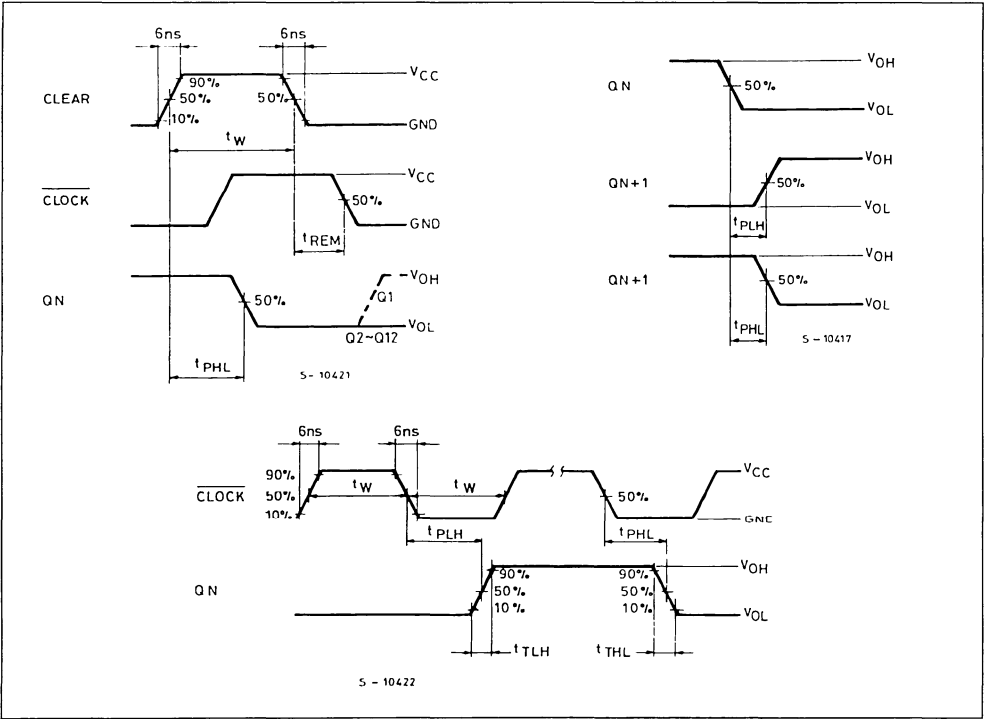 6ns 6ns
VCC
90%
CLEAR 50% 50%
10%
GND
tW
CLOCK
VCC
50%
GND
tREM
QN
VOH
50% Q1
VOL
Q2~Q12
tPHL
S-10421
QN
VOH
50%
VOL
QN+1
VOH
50%
VOL
tPLH
QN+1
VOH
50%
VOL
tPHL
S-10417
6ns 6ns
90% VCC
CLOCK 50% tW tW 50%
10% GND
tPLH tPHL
QN
VOH
90% 90%
50% 50%
10% 10%
VOL
tTLH tTHL
S-10422